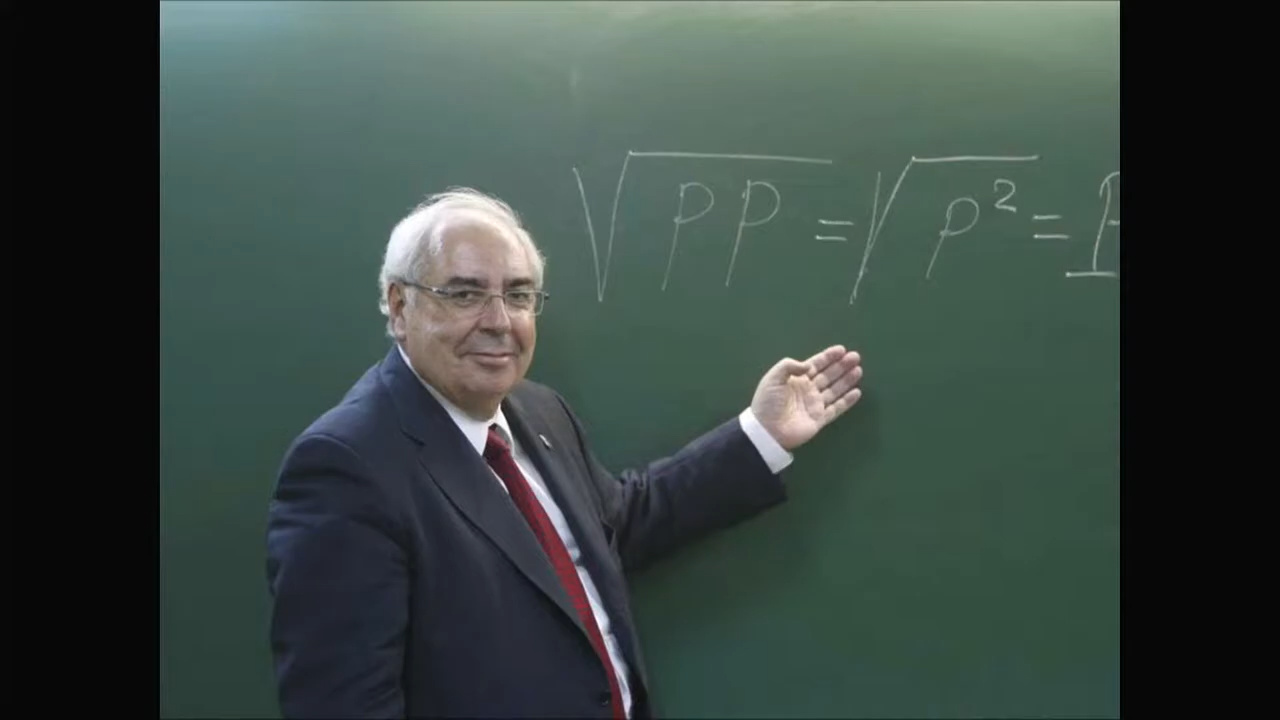 √PP = √p² = P